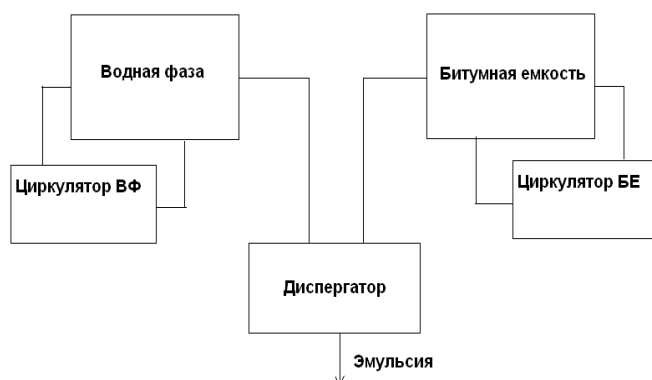 Водная фаза
Битумная емкость
Циркулятор ВФ
Циркулятор БЕ
Диспергатор
Эмульсия